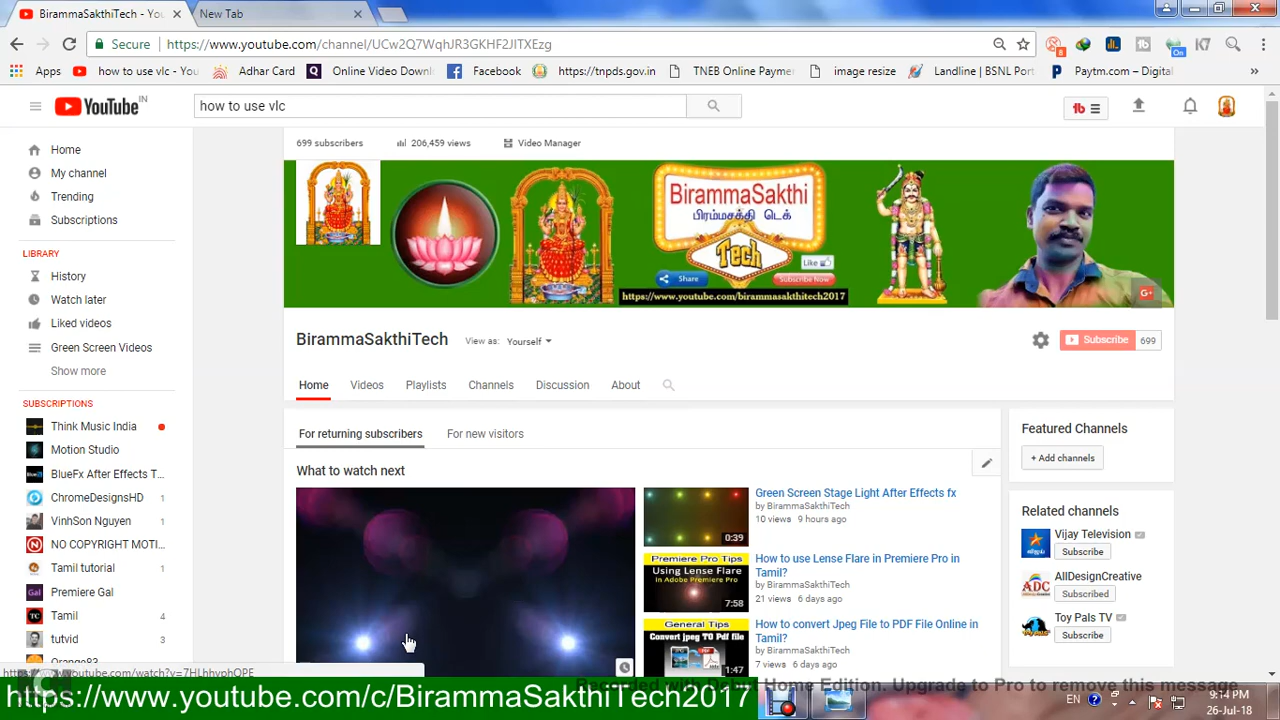 BirammaSakthiTech - Yo
New Tab
Secure https://www.youtube.com/channel/UCw2O7WqhJR3GKHF2JITXEzg
Apps how to use vlc - You Adhar Card Online Video Downl Facebook https://tnpds.gov.in TNEB Online Paymen image resize Landline | BSNL Port Paytm.com – Digital »
YouTube IN
how to use vlc
Home
My channel
Trending
Subscriptions
LIBRARY
History
Watch later
Liked videos
Green Screen Videos
Show more
SUBSCRIPTIONS
Think Music India
Motion Studio
BlueFx After Effects T...
ChromeDesignsHD 1
VinhSon Nguyen 1
NO COPYRIGHT MOTI...
Tamil tutorial 1
Premiere Gal
Tamil 4
tutvid 3
699 subscribers 206,459 views Video Manager
BirammaSakthi
பிரம்மசக்தி டெக்
Tech
Like
Share
Subscribe Now
https://www.youtube.com/birammasakthitech2017
G+
BirammaSakthiTech View as: Yourself
Subscribe 699
Home Videos Playlists Channels Discussion About
For returning subscribers For new visitors
What to watch next
Green Screen Stage Light After Effects fx
by BirammaSakthiTech
10 views 9 hours ago
0:39
Premiere Pro Tips
Using Lense Flare
in Adobe Premiere Pro
7:58
How to use Lense Flare in Premiere Pro in
Tamil?
by BirammaSakthiTech
21 views 6 days ago
General Tips
Convert jpeg TO Pdf file
1:47
How to convert Jpeg File to PDF File Online in
Tamil?
by BirammaSakthiTech
7 views 6 days ago
Featured Channels
+ Add channels
Related channels
Vijay Television
Subscribe
AllDesignCreative
Subscribed
Toy Pals TV
Subscribe
https://www.youtube.com/c/BirammaSakthiTech2017
Home Edition. Upgrade to Pro to remove this message
EN
9:14 PM
26-Jul-18